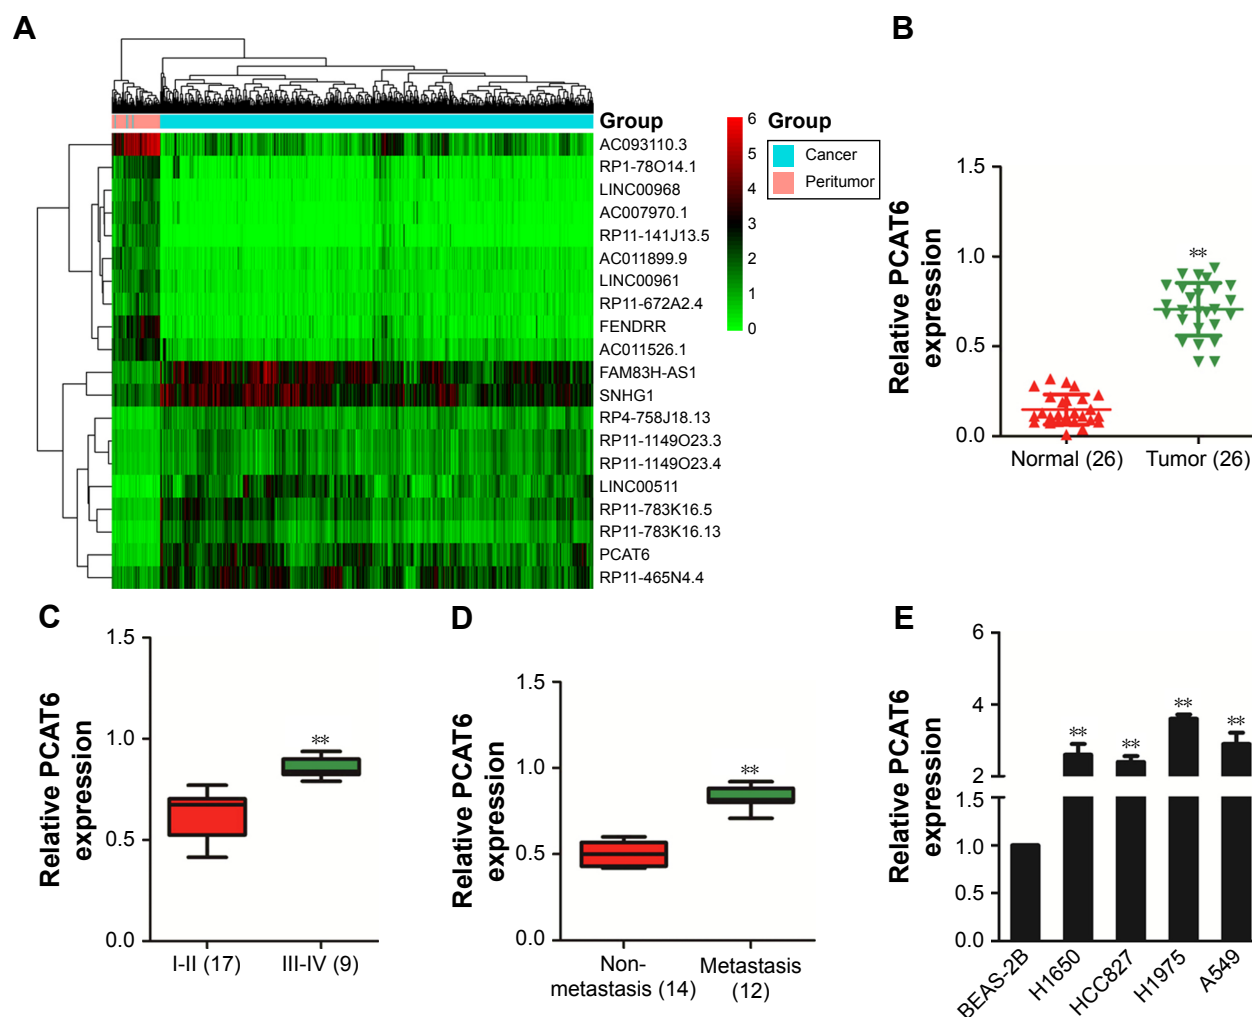 A
Group
AC093110.3
RP1-78O14.1
LINC00968
AC007970.1
RP11-141J13.5
AC011899.9
LINC00961
RP11-672A2.4
FENDRR
AC011526.1
FAM83H-AS1
SNHG1
RP4-758J18.13
RP11-1149O23.3
RP11-1149O23.4
LINC00511
RP11-783K16.5
RP11-783K16.13
PCAT6
RP11-465N4.4
6
5
4
3
2
1
0
Group
Cancer
Peritumor
B
Relative PCAT6
expression
1.5
1.0
0.5
0.0
**
Normal (26)
Tumor (26)
C
Relative PCAT6
expression
1.5
1.0
0.5
0.0
**
I-II (17)
III-IV (9)
D
Relative PCAT6
expression
1.5
1.0
0.5
0.0
**
Non-
metastasis (14)
Metastasis
(12)
E
Relative PCAT6
expression
6
4
2
1.5
1.0
0.5
0.0
**
**
**
**
BEAS-2B
H1650
HCC827
H1975
A549